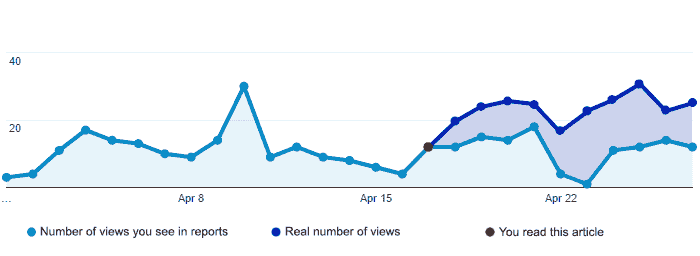 40
20
... Apr 8 Apr 15 Apr 22
Number of views you see in reports Real number of views You read this article